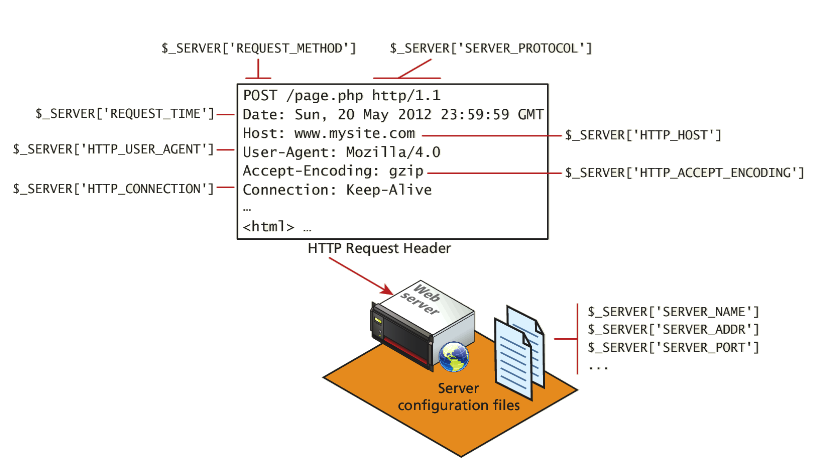 $_SERVER['REQUEST_METHOD']
$_SERVER['SERVER_PROTOCOL']
POST /page.php http/1.1
$_SERVER['REQUEST_TIME']
Date: Sun, 20 May 2012 23:59:59 GMT
Host: www.mysite.com
$_SERVER['HTTP_HOST']
$_SERVER['HTTP_USER_AGENT']
User-Agent: Mozilla/4.0
Accept-Encoding: gzip
$_SERVER['HTTP_ACCEPT_ENCODING']
$_SERVER['HTTP_CONNECTION']
Connection: Keep-Alive
…
<html> …
HTTP Request Header
Web
server
$_SERVER['SERVER_NAME']
$_SERVER['SERVER_ADDR']
$_SERVER['SERVER_PORT']
...
Server
configuration files